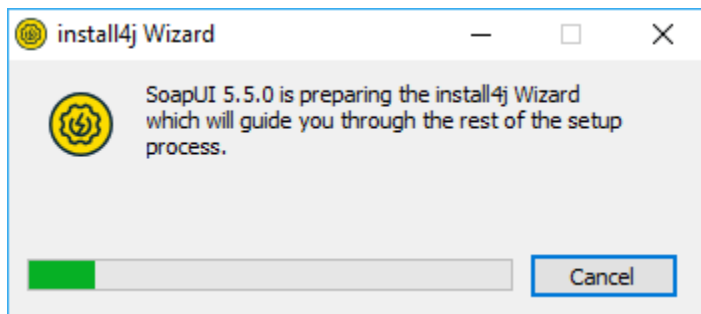 install4j Wizard
SoapUI 5.5.0 is preparing the install4j Wizard
which will guide you through the rest of the setup
process.
Cancel